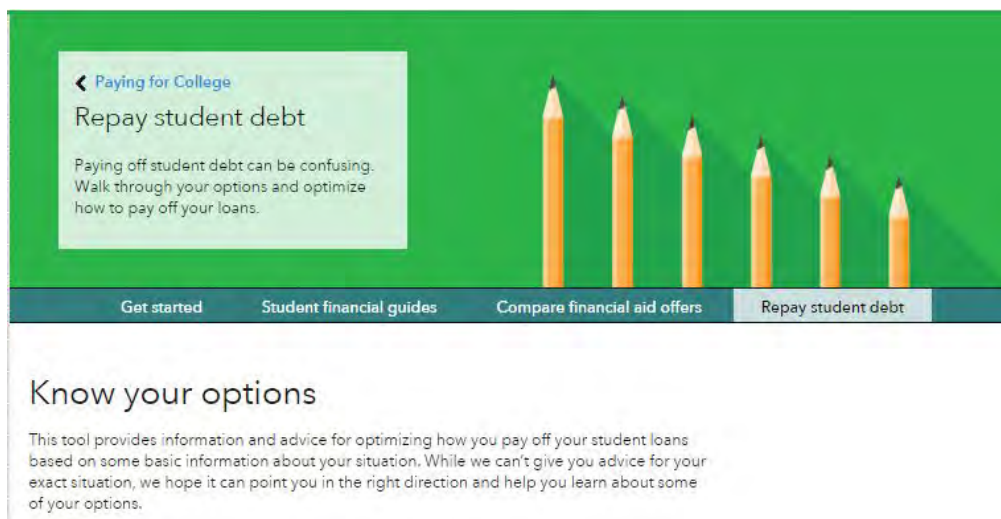 Paying for College
Repay student debt
Paying off student debt can be confusing.
Walk through your options and optimize
how to pay off your loans.
Get started Student financial guides Compare financial aid offers Repay student debt
Know your options
This tool provides information and advice for optimizing how you pay off your student loans
based on some basic information about your situation. While we can't give you advice for your
exact situation, we hope it can point you in the right direction and help you learn about some
of your options.